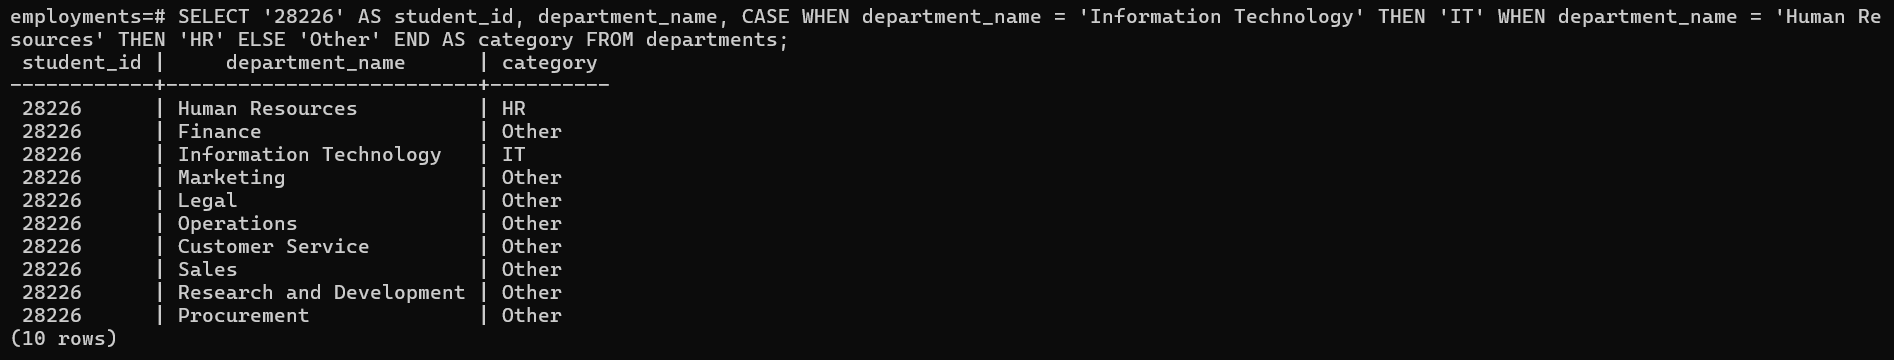 employments=# SELECT '28226' AS student_id, department_name, CASE WHEN department_name = 'Information Technology' THEN 'IT' WHEN department_name = 'Human Re
sources' THEN 'HR' ELSE 'Other' END AS category FROM departments;
 student_id |     department_name      | category
------------+--------------------------+----------
 28226      | Human Resources          | HR
 28226      | Finance                  | Other
 28226      | Information Technology   | IT
 28226      | Marketing                | Other
 28226      | Legal                    | Other
 28226      | Operations               | Other
 28226      | Customer Service         | Other
 28226      | Sales                    | Other
 28226      | Research and Development | Other
 28226      | Procurement              | Other
(10 rows)